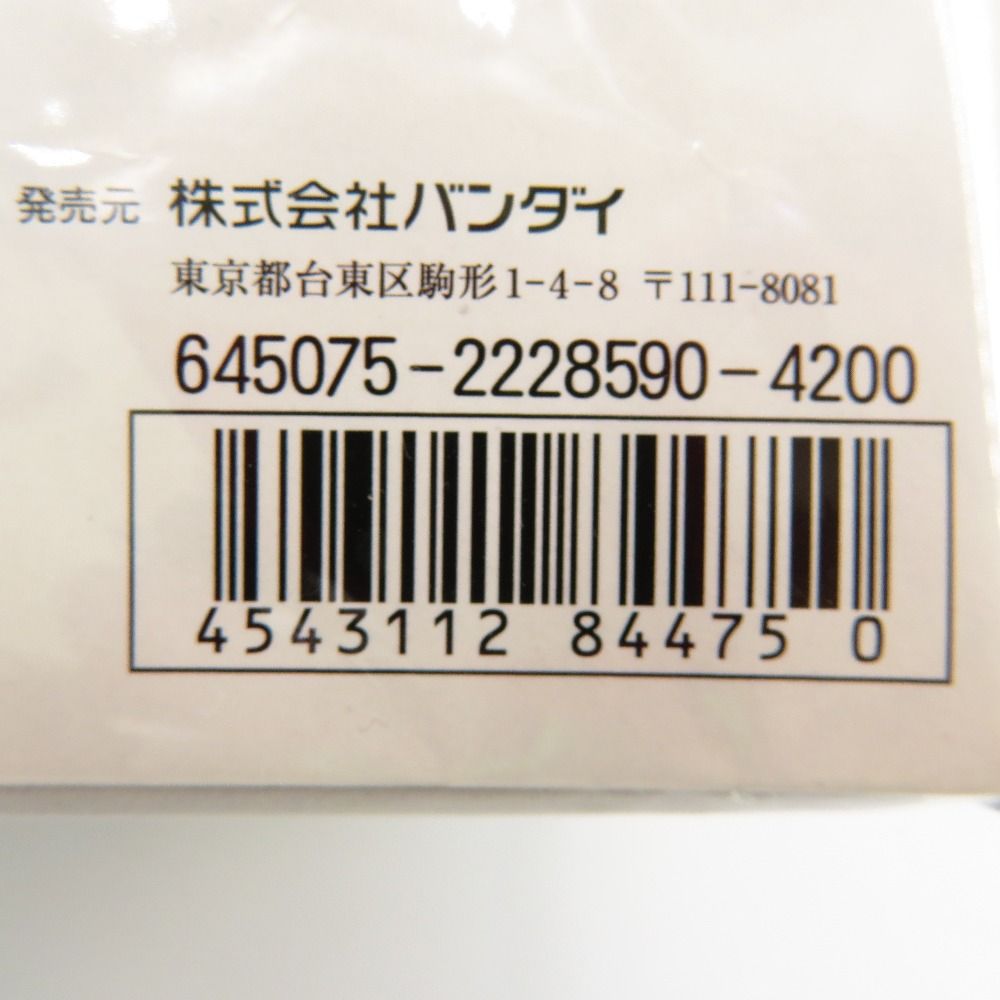 発売元 株式会社バンダイ
東京都台東区駒形1-4-8 〒111-8081
645075-2228590-4200
4543112 84475 0